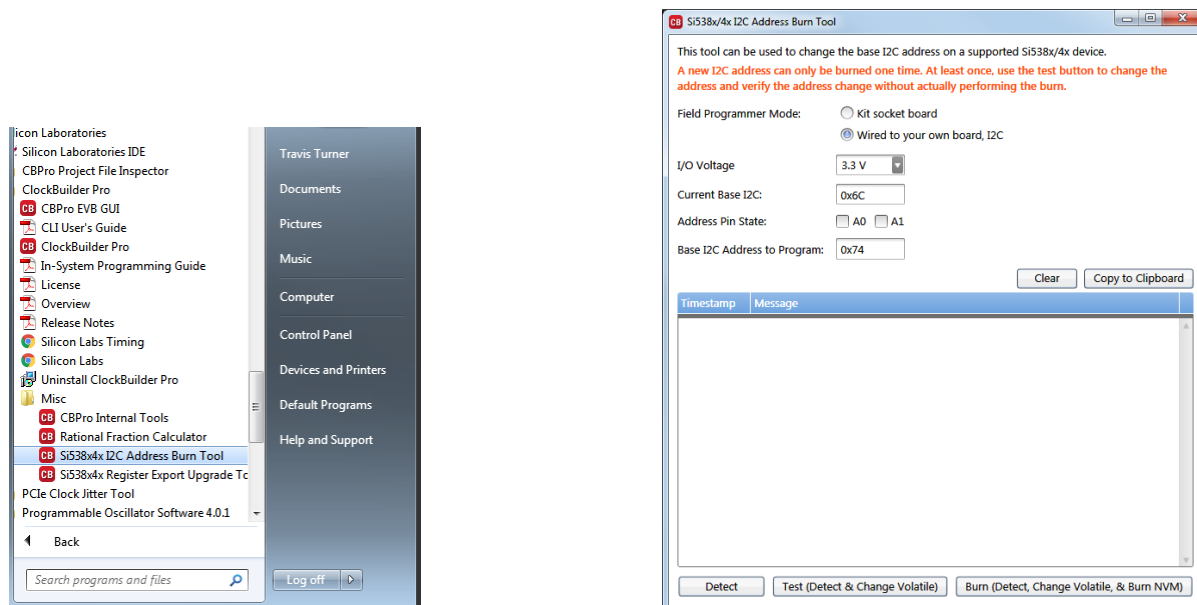 icon Laboratories
Silicon Laboratories IDE
CBPro Project File Inspector
ClockBuilder Pro
CB CBPro EVB GUI
CLI User's Guide
CB ClockBuilder Pro
In-System Programming Guide
License
Overview
Release Notes
Silicon Labs Timing
Silicon Labs
Uninstall ClockBuilder Pro
Misc
CB CBPro Internal Tools
CB Rational Fraction Calculator
CB Si538x4x I2C Address Burn Tool
CB Si538x4x Register Export Upgrade Tc
PCIe Clock Jitter Tool
Programmable Oscillator Software 4.0.1
Back
Search programs and files
Travis Turner
Documents
Pictures
Music
Computer
Control Panel
Devices and Printers
Default Programs
Help and Support
Log off
CB Si538x/4x I2C Address Burn Tool
This tool can be used to change the base I2C address on a supported Si538x/4x device.
A new I2C address can only be burned one time. At least once, use the test button to change the
address and verify the address change without actually performing the burn.
Field Programmer Mode: Kit socket board
Wired to your own board, I2C
I/O Voltage 3.3 V
Current Base I2C: 0x6C
Address Pin State: A0 A1
Base I2C Address to Program: 0x74
Clear Copy to Clipboard
Timestamp Message
Detect Test (Detect & Change Volatile) Burn (Detect, Change Volatile, & Burn NVM)